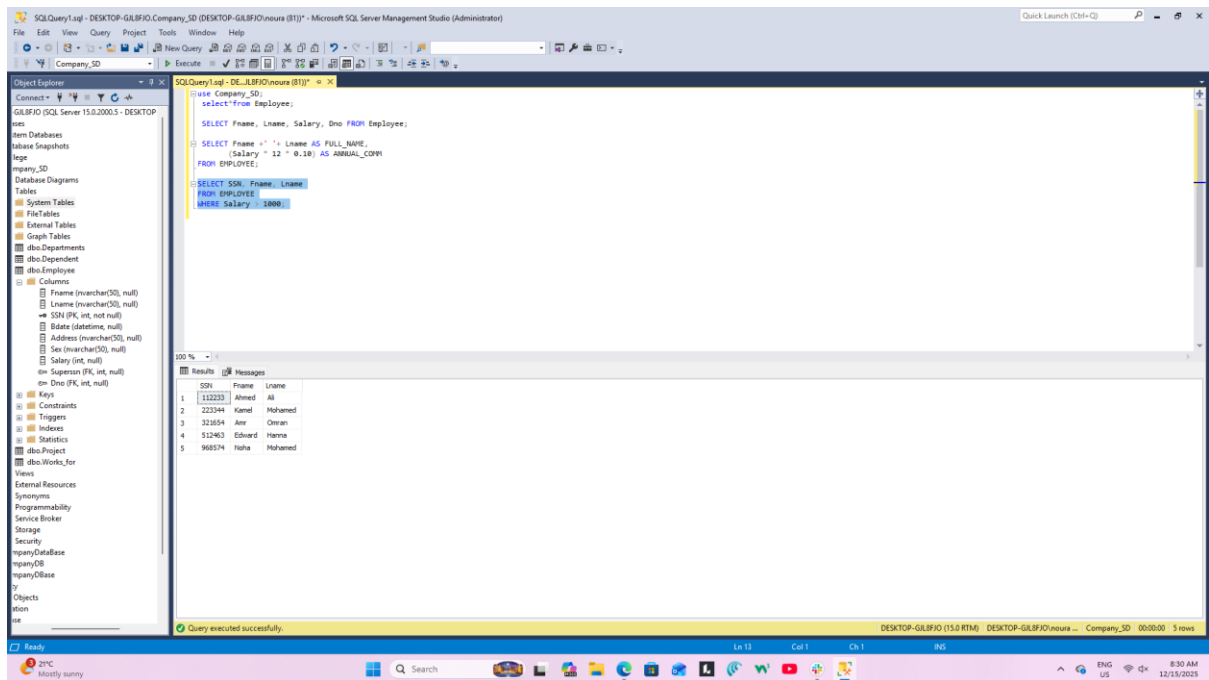 SQLQuery1.sql - DESKTOP-GJL8FJO.Company_SD (DESKTOP-GJL8FJO\noura (81))* - Microsoft SQL Server Management Studio (Administrator)
Quick Launch (Ctrl+Q)
File Edit View Query Project Tools Window Help
New Query
Company_SD
Execute
Object Explorer
SQLQuery1.sql - DE...JL8FJO\noura (81))*
Connect
-GJL8FJO (SQL Server 15.0.2000.5 - DESKTOP
ses
tem Databases
tabase Snapshots
lege
mpany_SD
Database Diagrams
Tables
System Tables
FileTables
External Tables
Graph Tables
dbo.Departments
dbo.Dependent
dbo.Employee
Columns
Fname (nvarchar(50), null)
Lname (nvarchar(50), null)
SSN (PK, int, not null)
Bdate (datetime, null)
Address (nvarchar(50), null)
Sex (nvarchar(50), null)
Salary (int, null)
Superssn (FK, int, null)
Dno (FK, int, null)
Keys
Constraints
Triggers
Indexes
Statistics
dbo.Project
dbo.Works_for
Views
External Resources
Synonyms
Programmability
Service Broker
Storage
Security
mpanyDataBase
mpanyDB
mpanyDBase
ty
Objects
ation
ise
use Company_SD;
select*from Employee;
SELECT Fname, Lname, Salary, Dno FROM Employee;
SELECT Fname +' '+ Lname AS FULL_NAME,
(Salary * 12 * 0.10) AS ANNUAL_COMM
FROM EMPLOYEE;
SELECT SSN, Fname, Lname
FROM EMPLOYEE
WHERE Salary > 1000;
100 %
Results Messages
SSN Fname Lname
1 112233 Ahmed Ali
2 223344 Kamel Mohamed
3 321654 Amr Omran
4 512463 Edward Hanna
5 968574 Noha Mohamed
Query executed successfully.
DESKTOP-GJL8FJO (15.0 RTM) DESKTOP-GJL8FJO\noura ... Company_SD 00:00:00 5 rows
Ready
Ln 13 Col 1 Ch 1 INS
21°C
Mostly sunny
Search
ENG
US
8:30 AM
12/15/2025